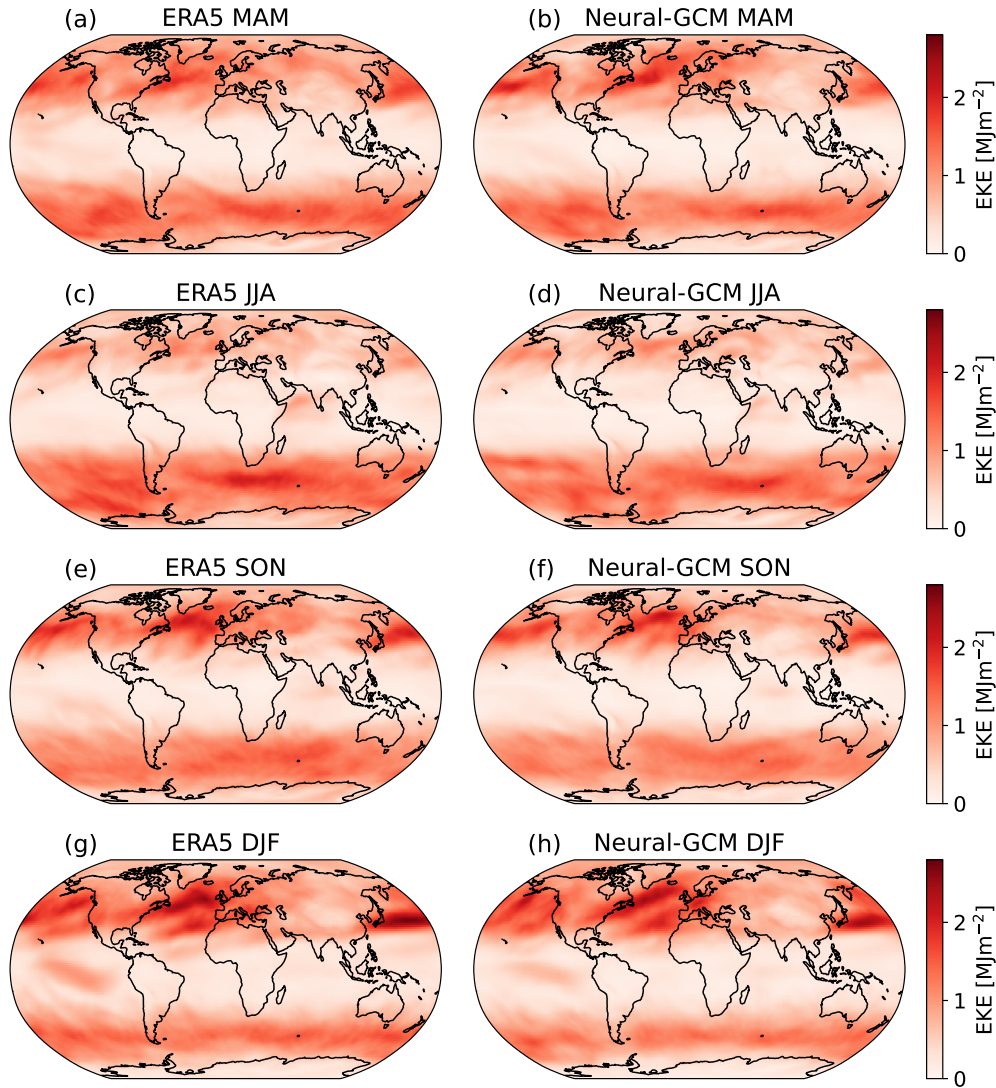 (a) ERA5 MAM
(b) Neural-GCM MAM
2
1
0
EKE [MJm⁻²]
(c) ERA5 JJA
(d) Neural-GCM JJA
2
1
0
EKE [MJm⁻²]
(e) ERA5 SON
(f) Neural-GCM SON
2
1
0
EKE [MJm⁻²]
(g) ERA5 DJF
(h) Neural-GCM DJF
2
1
0
EKE [MJm⁻²]